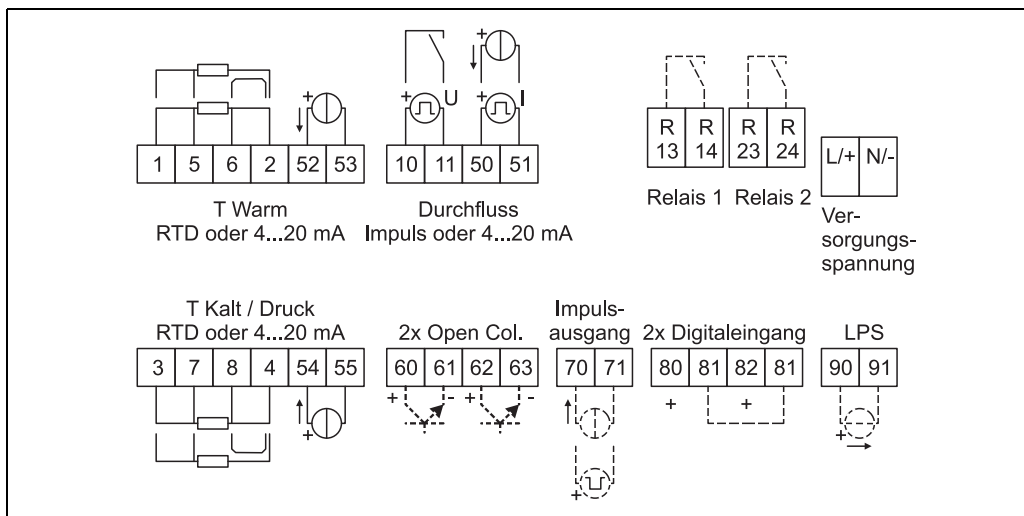 + + U + + I
1 5 6 2 52 53
10 11 50 51
R 13 R 14 R 23 R 24
L/+ N/-
T Warm
RTD oder 4...20 mA
Durchfluss
Impuls oder 4...20 mA
Relais 1 Relais 2
Ver-
sorgungs-
spannung
T Kalt / Druck
RTD oder 4...20 mA
2x Open Col.
Impuls-
ausgang
2x Digitaleingang
LPS
3 7 8 4 54 55
60 61 62 63
70 71
80 81 82 81
90 91
+ + - + - + + + + +